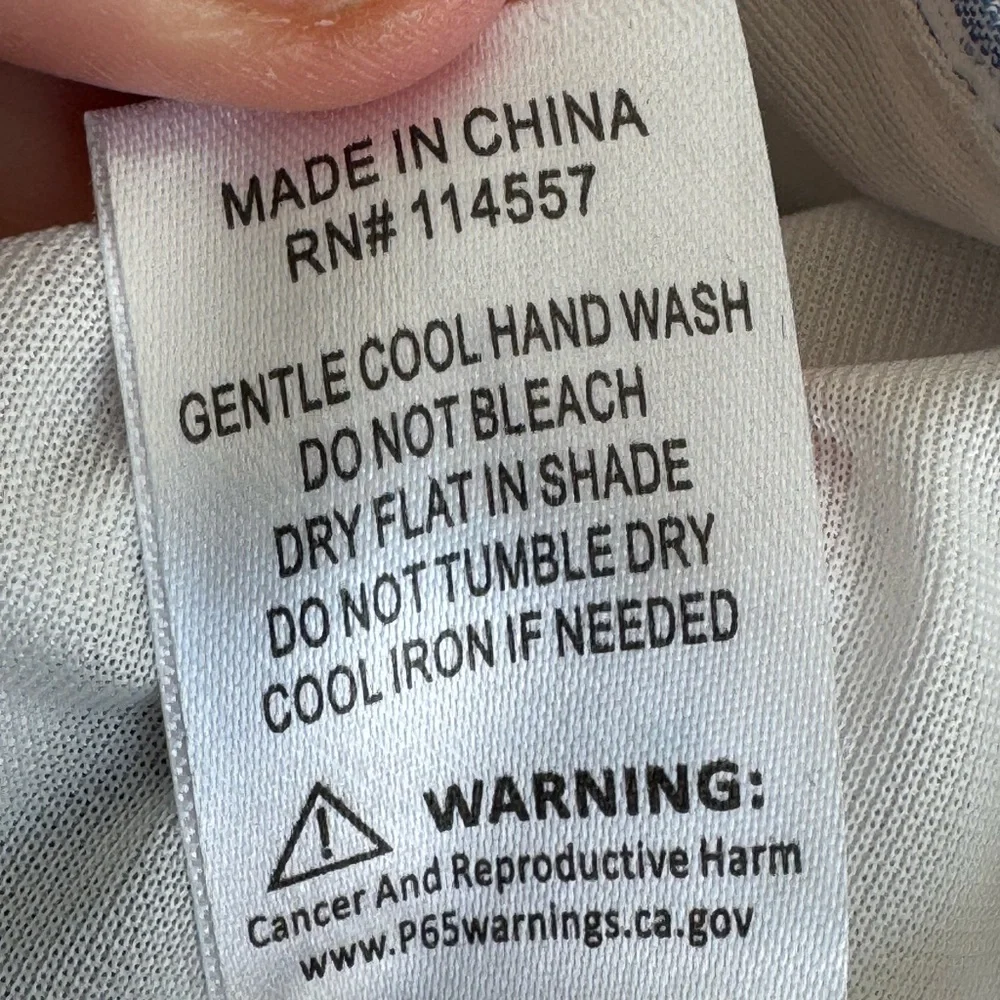 MADE IN CHINA
RN# 114557
GENTLE COOL HAND WASH
DO NOT BLEACH
DRY FLAT IN SHADE
DO NOT TUMBLE DRY
COOL IRON IF NEEDED
WARNING:
Cancer And Reproductive Harm
www.P65warnings.ca.gov